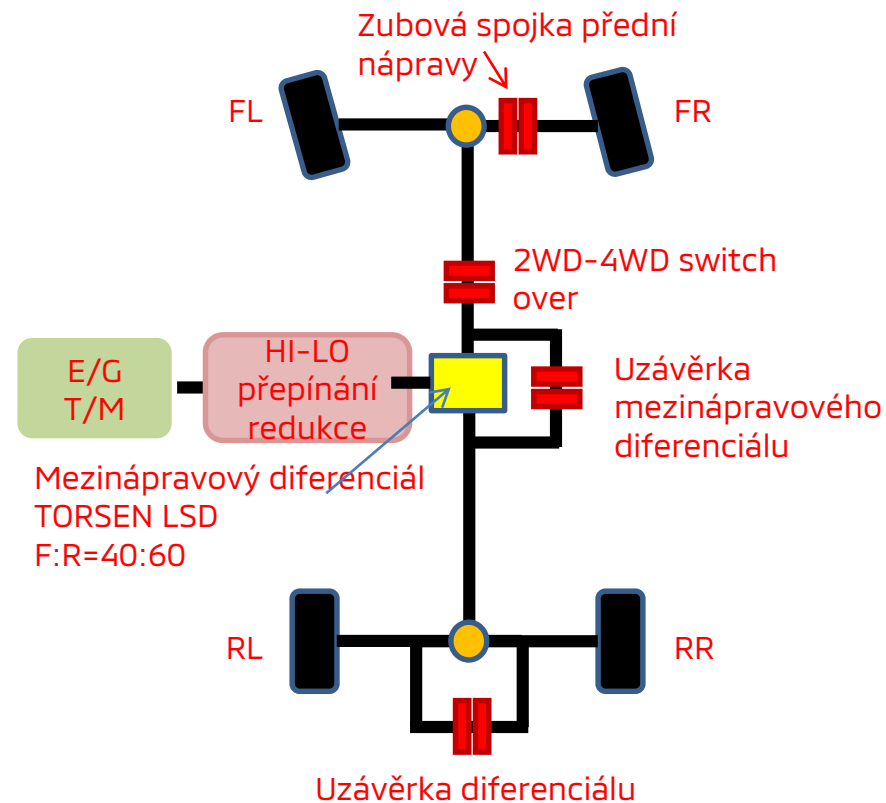 Zubová spojka přední
nápravy
FL
FR
2WD-4WD switch
over
E/G
T/M
HI-LO
přepínání
redukce
Uzávěrka
mezinápravového
diferenciálu
Mezinápravový diferenciál
TORSEN LSD
F:R=40:60
RL
RR
Uzávěrka diferenciálu